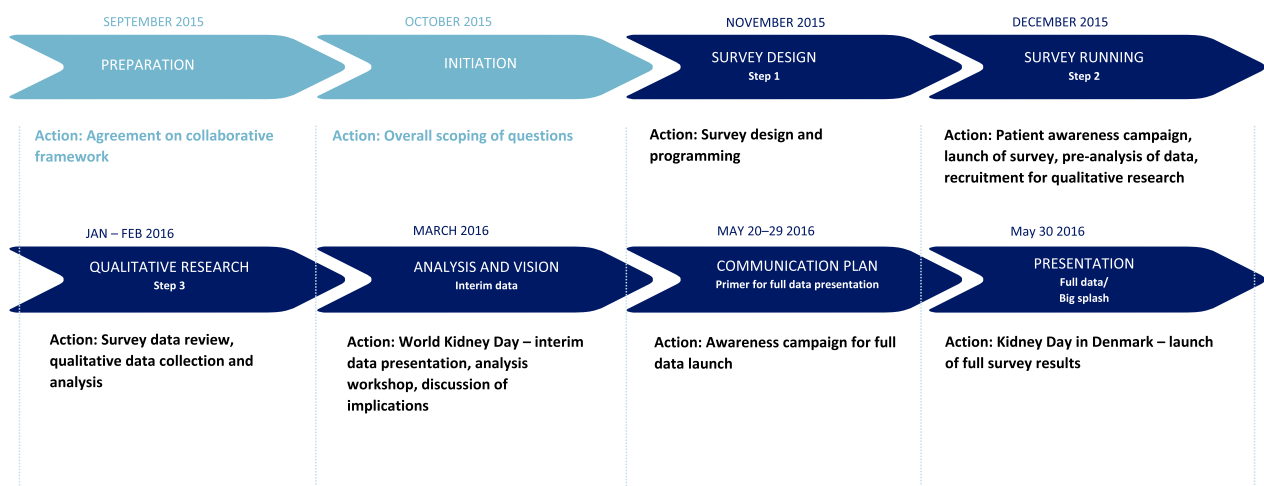 SEPTEMBER 2015
OCTOBER 2015
NOVEMBER 2015
DECEMBER 2015
PREPARATION
INITIATION
SURVEY DESIGN
Step 1
SURVEY RUNNING
Step 2
Action: Agreement on collaborative
framework
Action: Overall scoping of questions
Action: Survey design and
programming
Action: Patient awareness campaign,
launch of survey, pre-analysis of data,
recruitment for qualitative research
JAN – FEB 2016
MARCH 2016
MAY 20–29 2016
May 30 2016
QUALITATIVE RESEARCH
Step 3
ANALYSIS AND VISION
Interim data
COMMUNICATION PLAN
Primer for full data presentation
PRESENTATION
Full data/
Big splash
Action: Survey data review,
qualitative data collection and
analysis
Action: World Kidney Day – interim
data presentation, analysis
workshop, discussion of
implications
Action: Awareness campaign for full
data launch
Action: Kidney Day in Denmark – launch
of full survey results